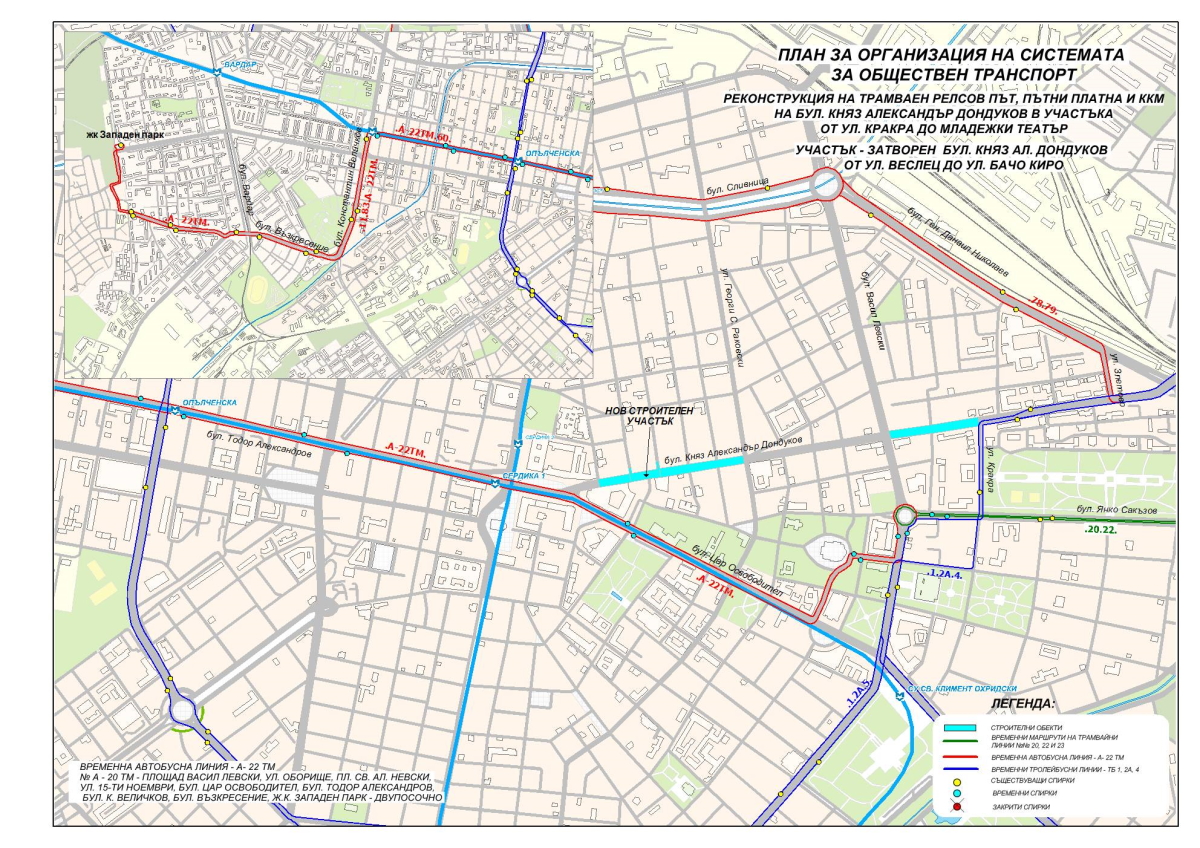 ПЛАН ЗА ОРГАНИЗАЦИЯ НА СИСТЕМАТА
ЗА ОБЩЕСТВЕН ТРАНСПОРТ
РЕКОНСТРУКЦИЯ НА ТРАМВАЕН РЕЛСОВ ПЪТ, ПЪТНИ ПЛАТНА И ККМ
НА БУЛ. КНЯЗ АЛЕКСАНДЪР ДОНДУКОВ В УЧАСТЪКА
ОТ УЛ. КРАКРА ДО МЛАДЕЖКИ ТЕАТЪР
УЧАСТЪК - ЗАТВОРЕН БУЛ. КНЯЗ АЛ. ДОНДУКОВ
ОТ УЛ. ВЕСЛЕЦ ДО УЛ. БАЧО КИРО
ВАРДАР
жк Западен парк
.А-22ТМ.60.
ОПЪЛЧЕНСКА
бул. Вардар
бул. Константин Величков
.11.83.А - 22ТМ.
.А - 22ТМ.
бул. Възкресение
бул. Сливница
бул. Ген. Данаил Николаев
ул. Георги С. Раковски
бул. Васил Левски
.78.79.
ул. Златовръх
ОПЪЛЧЕНСКА
бул. Тодор Александров
.А-22ТМ.
СЕРДИКА 2
СЕРДИКА 1
НОВ СТРОИТЕЛЕН
УЧАСТЪК
бул. Княз Александър Дондуков
ул. Кракра
бул. Янко Сакъзов
.20.22.
бул. Цар Освободител
.А-22ТМ.
.1.2А.4.
.1.2А.5.
СУ СВ. КЛИМЕНТ ОХРИДСКИ
ЛЕГЕНДА:
СТРОИТЕЛНИ ОБЕКТИ
ВРЕМЕННИ МАРШРУТИ НА ТРАМВАЙНИ
ЛИНИИ №№ 20, 22 И 23
ВРЕМЕННА АВТОБУСНА ЛИНИЯ - А- 22 ТМ
ВРЕМЕННИ ТРОЛЕЙБУСНИ ЛИНИИ - ТБ 1, 2А, 4
СЪЩЕСТВУВАЩИ СПИРКИ
ВРЕМЕННИ СПИРКИ
ЗАКРИТИ СПИРКИ
ВРЕМЕННА АВТОБУСНА ЛИНИЯ - А- 22 ТМ
№ А - 20 ТМ - ПЛОЩАД ВАСИЛ ЛЕВСКИ, УЛ. ОБОРИЩЕ, ПЛ. СВ. АЛ. НЕВСКИ,
УЛ. 15-ТИ НОЕМВРИ, БУЛ. ЦАР ОСВОБОДИТЕЛ, БУЛ. ТОДОР АЛЕКСАНДРОВ,
БУЛ. К. ВЕЛИЧКОВ, БУЛ. ВЪЗКРЕСЕНИЕ, Ж.К. ЗАПАДЕН ПАРК - ДВУПОСОЧНО